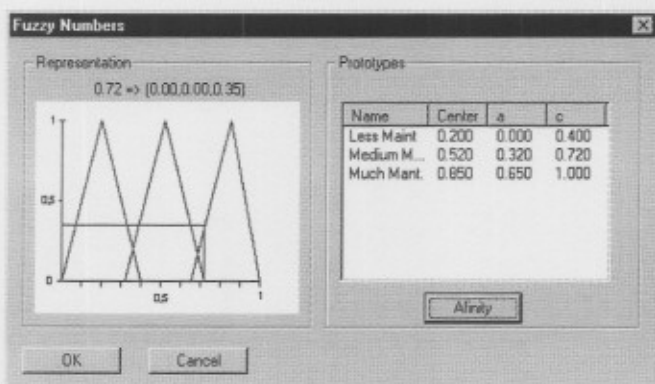 Fuzzy Numbers
Representation
0.72 => (0.00,0.00,0.35)
1
0,5
0
0,5
1
Prototypes
Name Center a c
Less Maint 0.200 0.000 0.400
Medium M... 0.520 0.320 0.720
Much Mant. 0.850 0.650 1.000
Afinity
OK
Cancel